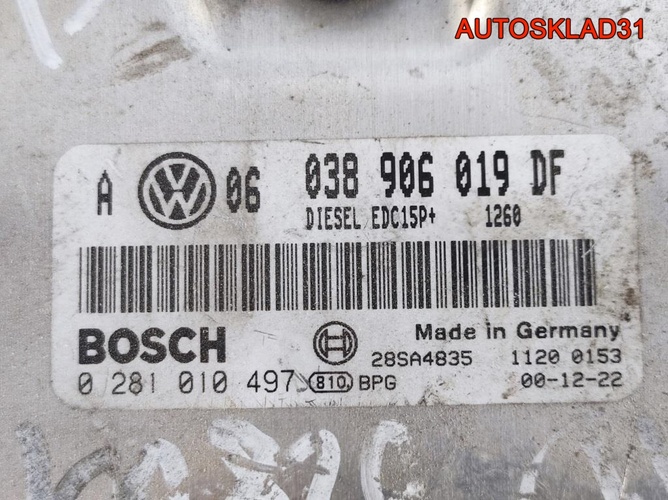 AUTOSKLAD31
A 06 038 906 019 DF
DIESEL EDC15P+ 1260
BOSCH
Made in Germany
28SA4835 1120 0153
0 281 010 497 810 BPG 00-12-22